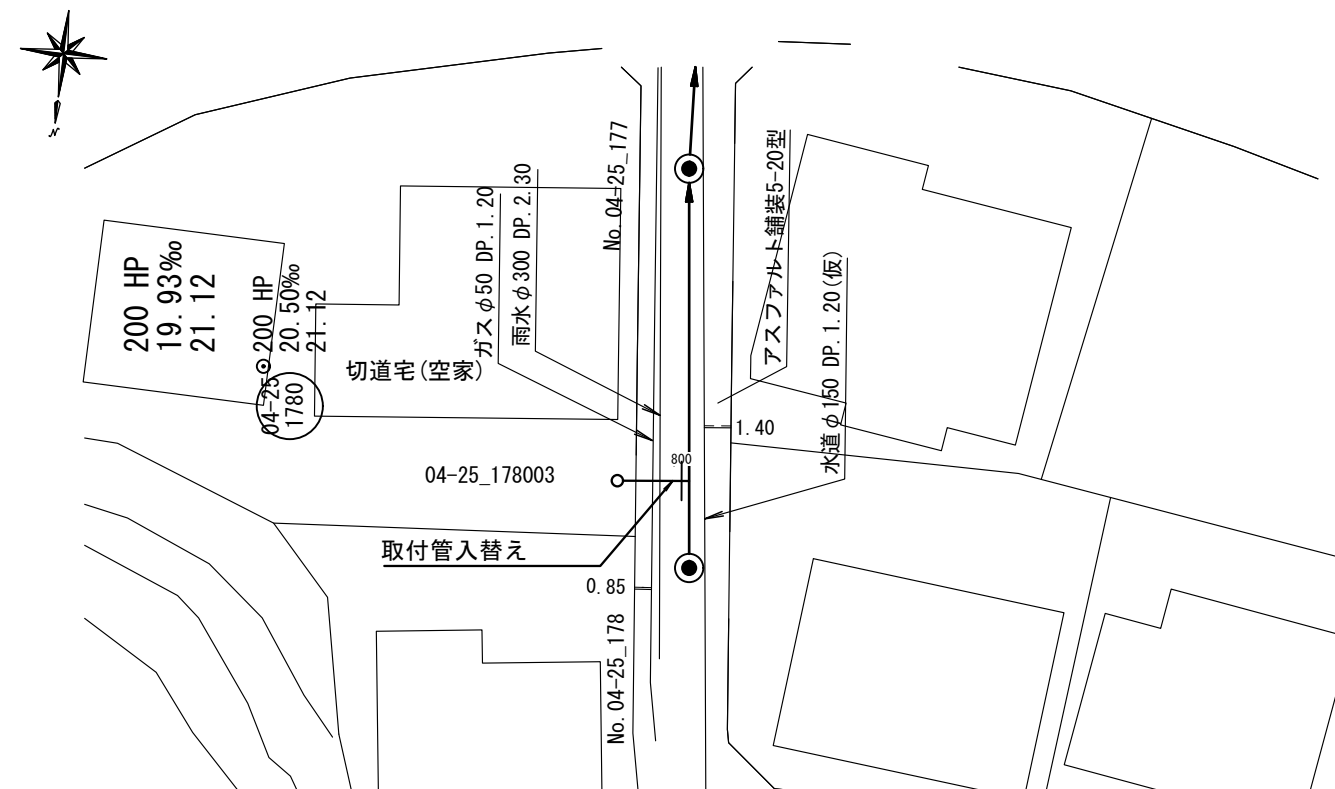 N
No.04-25_177
ガスφ50 DP.1.20
雨水φ300 DP.2.30
アスファルト舗装5-20型
水道φ150 DP.1.20(仮)
200 HP
19.93‰
21.12
200 HP
20.50‰
21.12
04-25
1780
切道宅(空家)
1.40
800
04-25_178003
取付管入替え
0.85
No.04-25_178